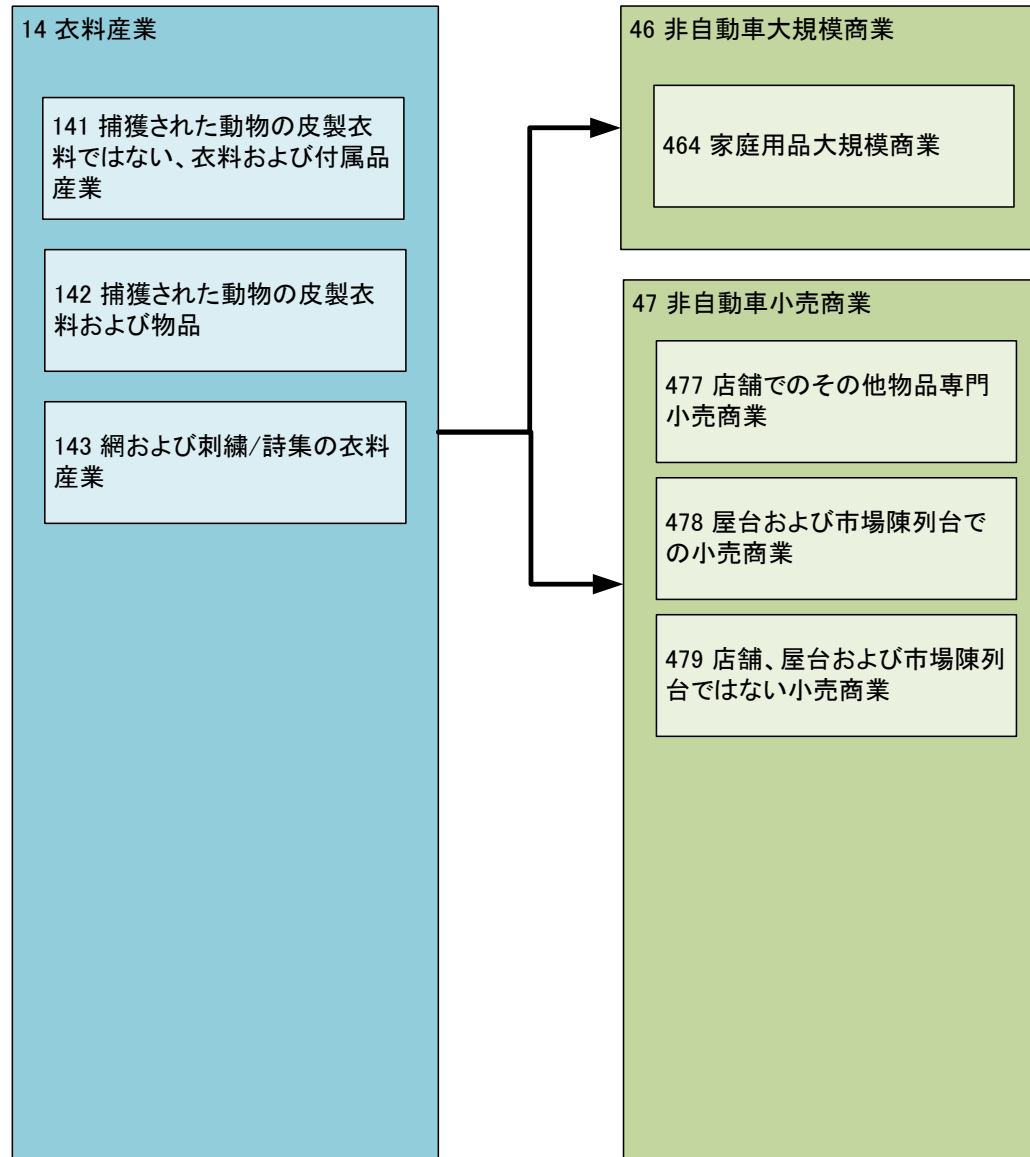 14 衣料産業
141 捕獲された動物の皮製衣
料ではない、衣料および付属品
産業
142 捕獲された動物の皮製衣
料および物品
143 網および刺繍/詩集の衣料
産業
46 非自動車大規模商業
464 家庭用品大規模商業
47 非自動車小売商業
477 店舗でのその他物品専門
小売商業
478 屋台および市場陳列台で
の小売商業
479 店舗、屋台および市場陳列
台ではない小売商業